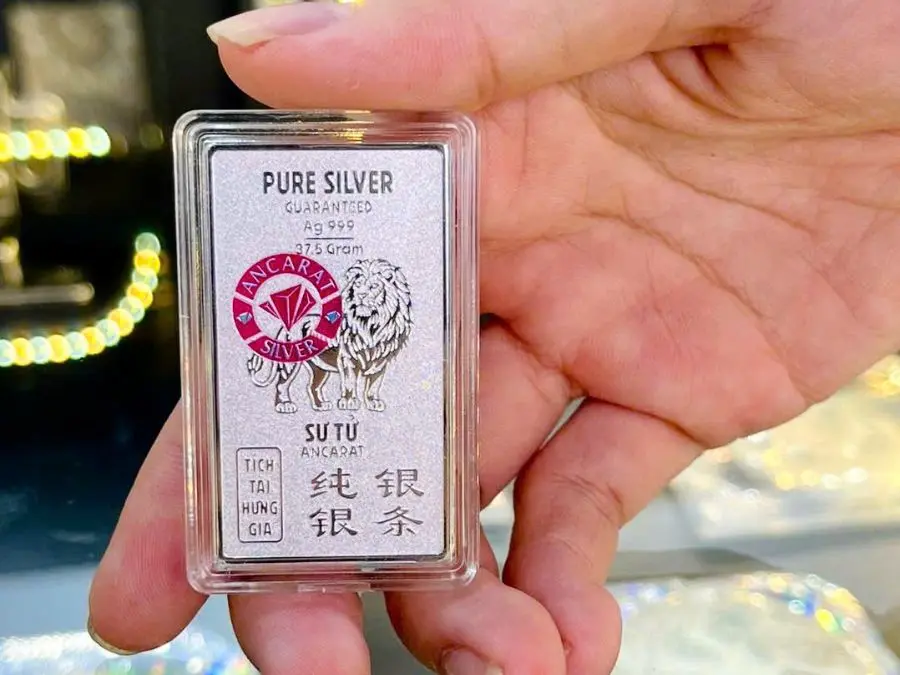 PURE SILVER
GUARANTEED
Ag 999
37.5 Gram
ANCARAT
SILVER
SƯ TỬ
ANCARAT
TÍCH
TÀI
HƯNG
GIA
纯银
银条